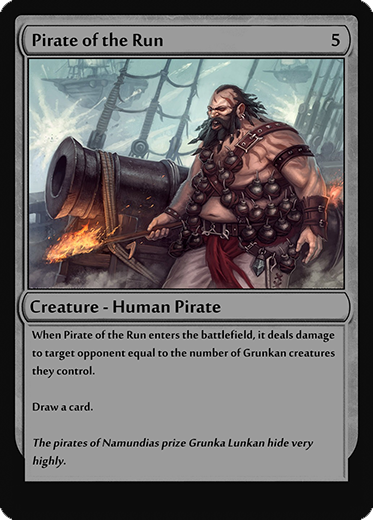 Pirate of the Run 5
Creature - Human Pirate
When Pirate of the Run enters the battlefield, it deals damage
to target opponent equal to the number of Grunkan creatures
they control.
Draw a card.
The pirates of Namundias prize Grunka Lunkan hide very
highly.